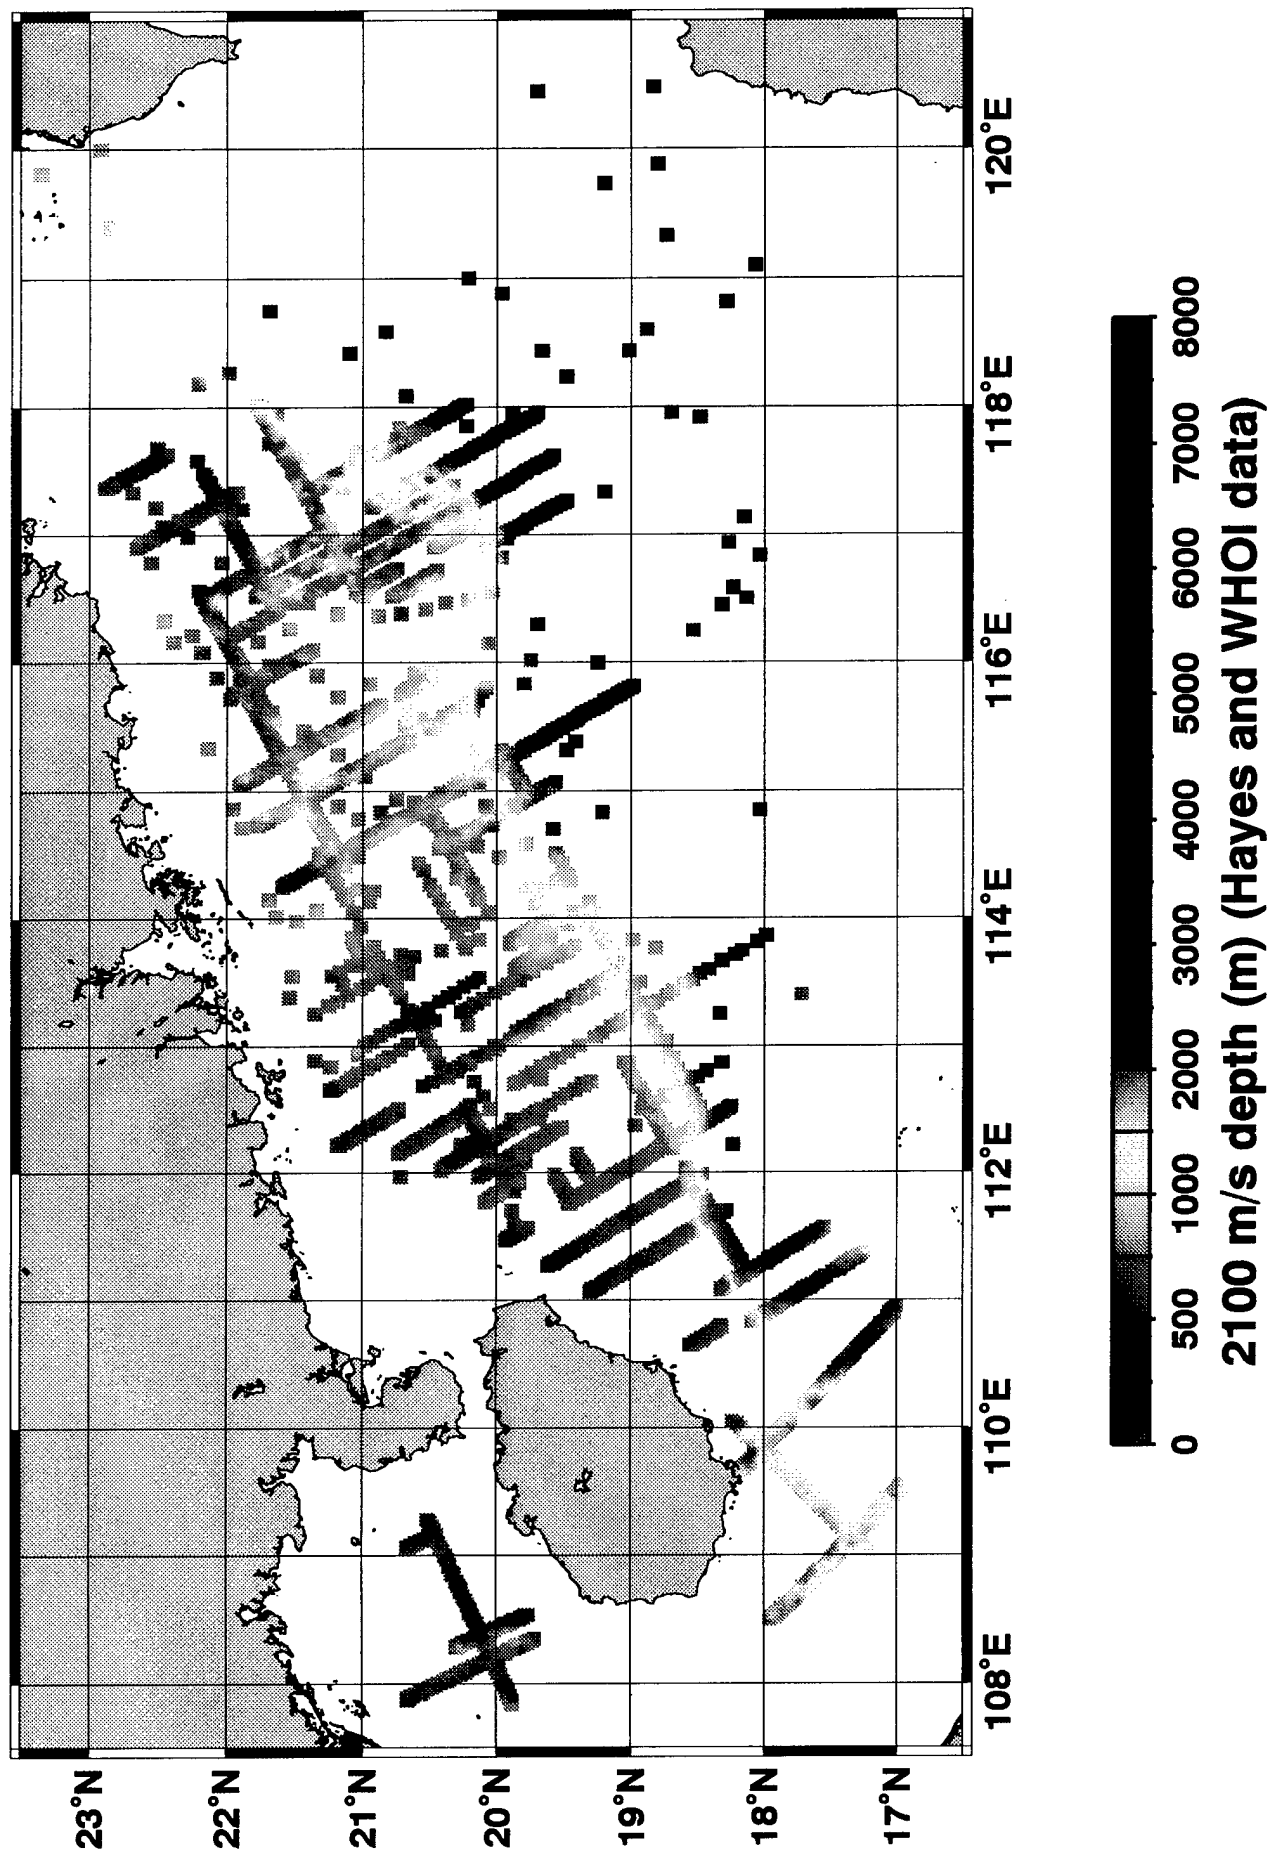 23°N
22°N
21°N
20°N
19°N
18°N
17°N
108°E
110°E
112°E
114°E
116°E
118°E
120°E
0 500 1000 2000 3000 4000 5000 6000 7000 8000
2100 m/s depth (m) (Hayes and WHOI data)